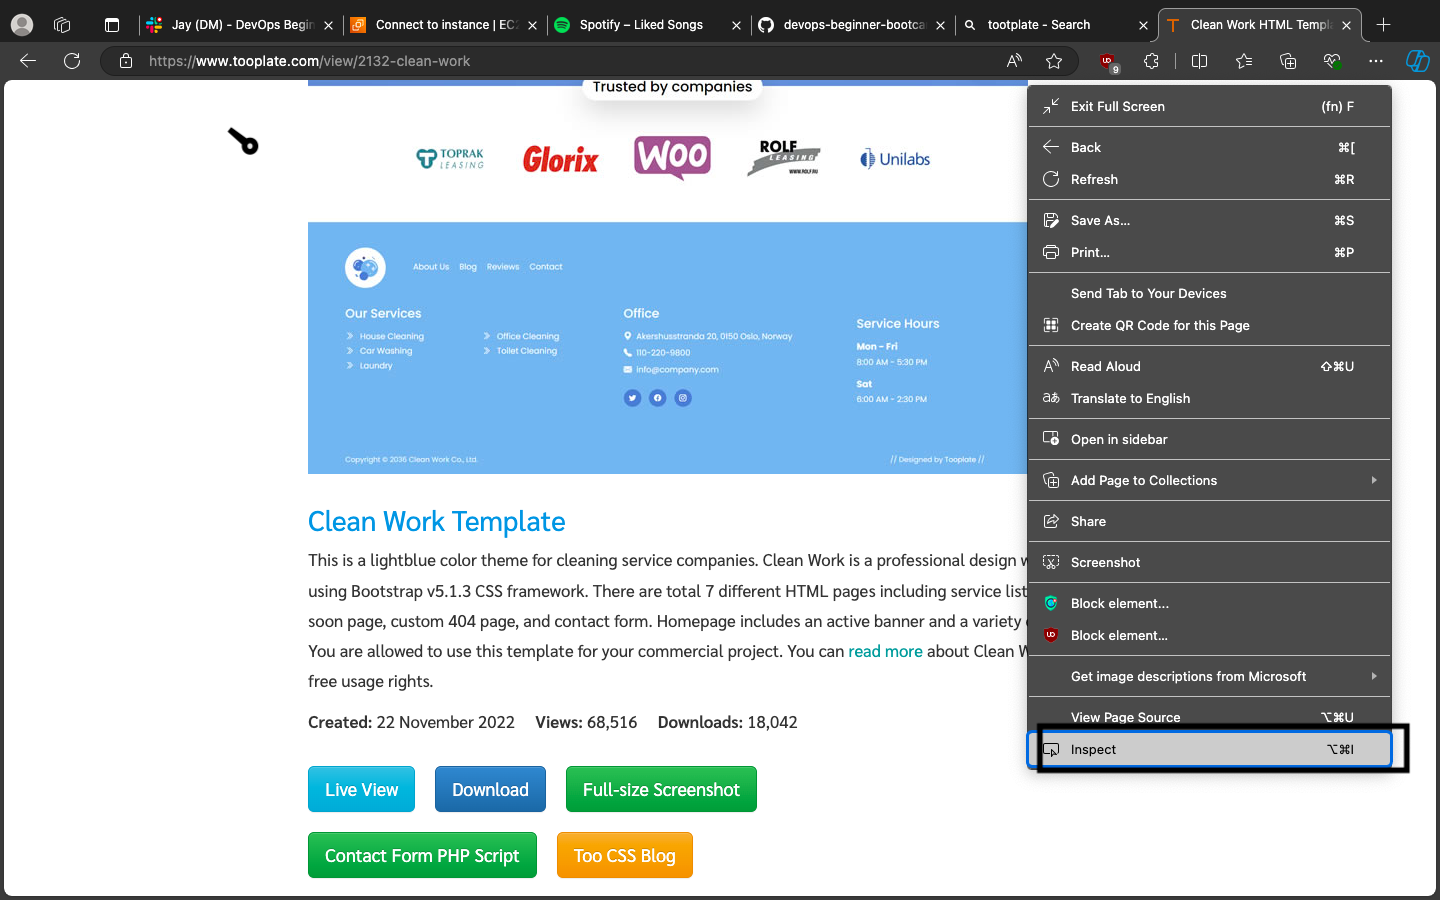 Jay (DM) - DevOps Begin
Connect to instance | EC2
Spotify – Liked Songs
devops-beginner-bootca
tootplate - Search
Clean Work HTML Templa
https://www.tooplate.com/view/2132-clean-work
9
Trusted by companies
TOPRAK LEASING
Glorix
WOO
ROLF LEASING WWW.ROLF.RU
Unilabs
About Us Blog Reviews Contact
Our Services
House Cleaning
Car Washing
Laundry
Office Cleaning
Toilet Cleaning
Office
Akershusstranda 20, 0150 Oslo, Norway
110-220-9800
info@company.com
Service Hours
Mon – Fri
8:00 AM – 5:30 PM
Sat
6:00 AM – 2:30 PM
Copyright © 2036 Clean Work Co., Ltd.
// Designed by Tooplate //
Clean Work Template
This is a lightblue color theme for cleaning service companies. Clean Work is a professional design w
using Bootstrap v5.1.3 CSS framework. There are total 7 different HTML pages including service list
soon page, custom 404 page, and contact form. Homepage includes an active banner and a variety
You are allowed to use this template for your commercial project. You can read more about Clean W
free usage rights.
Created: 22 November 2022 Views: 68,516 Downloads: 18,042
Live View
Download
Full-size Screenshot
Contact Form PHP Script
Too CSS Blog
Exit Full Screen (fn) F
Back ⌘[
Refresh ⌘R
Save As... ⌘S
Print... ⌘P
Send Tab to Your Devices
Create QR Code for this Page
Read Aloud ⇧⌘U
Translate to English
Open in sidebar
Add Page to Collections
Share
Screenshot
Block element...
Block element...
Get image descriptions from Microsoft
View Page Source ⌥⌘U
Inspect ⌥⌘I